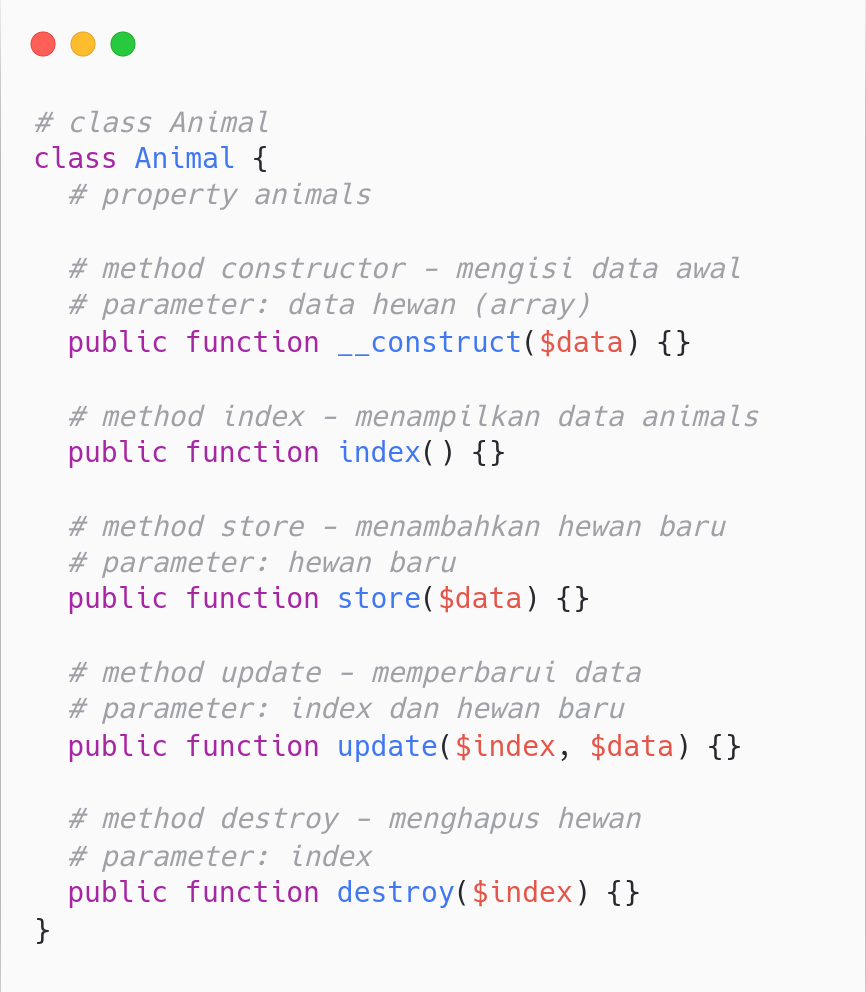 # class Animal
class Animal {
  # property animals

  # method constructor - mengisi data awal
  # parameter: data hewan (array)
  public function __construct($data) {}

  # method index - menampilkan data animals
  public function index() {}

  # method store - menambahkan hewan baru
  # parameter: hewan baru
  public function store($data) {}

  # method update - memperbarui data
  # parameter: index dan hewan baru
  public function update($index, $data) {}

  # method destroy - menghapus hewan
  # parameter: index
  public function destroy($index) {}
}